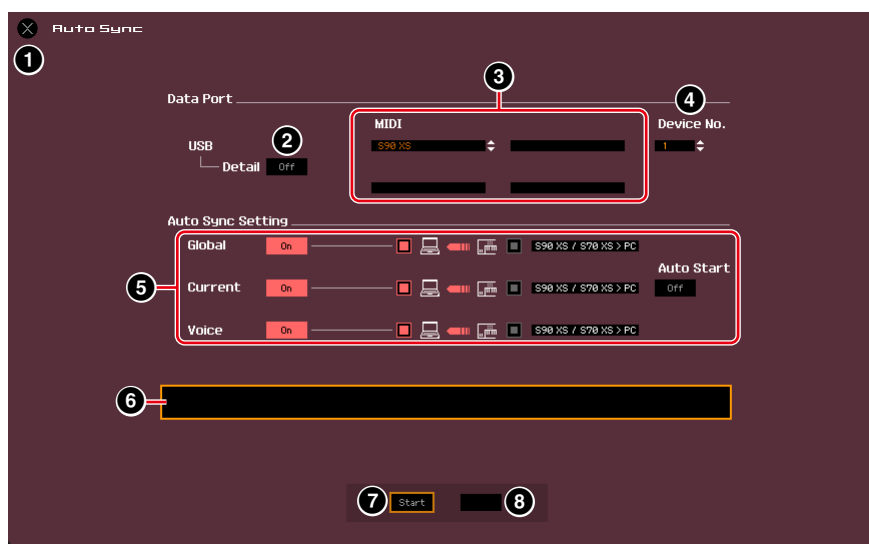 Auto Sync
1
3
Data Port
4
MIDI
Device No.
USB
2
S90 XS
1
Detail
Off
Auto Sync Setting
Global
On
S90 XS / S70 XS > PC
Auto Start
5
Current
On
S90 XS / S70 XS > PC
Off
Voice
On
S90 XS / S70 XS > PC
6
7
Start
8